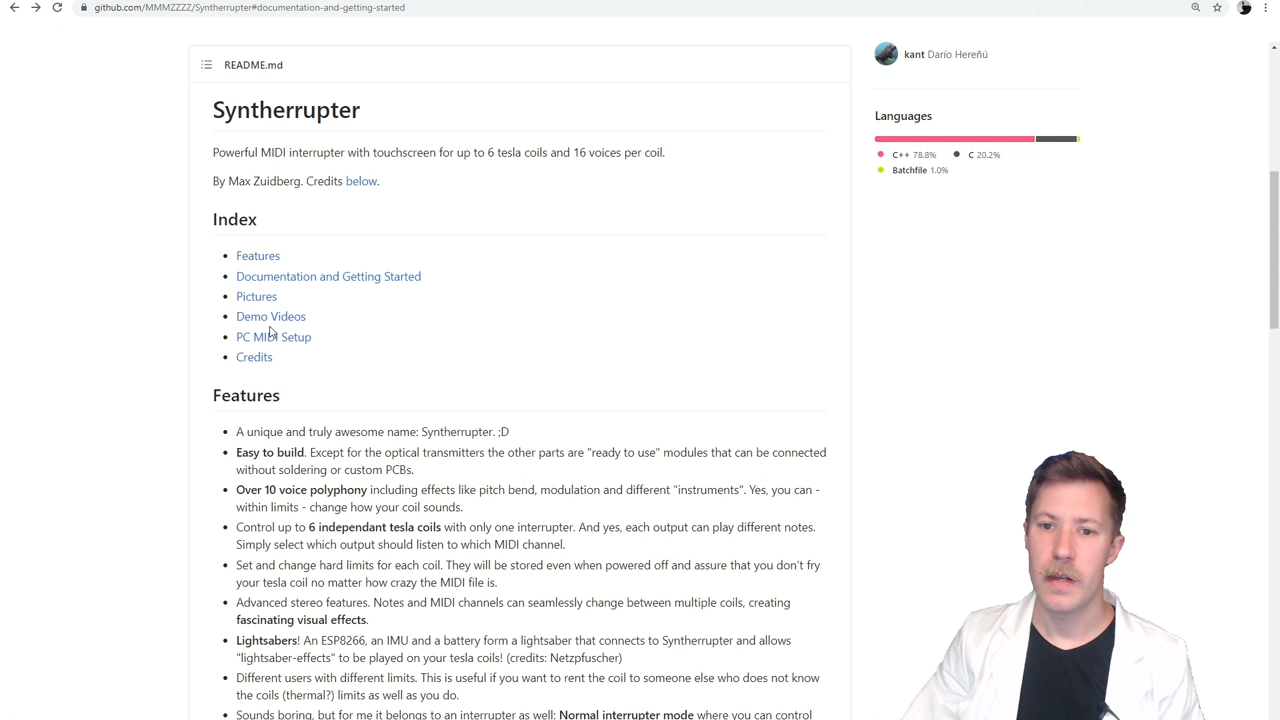 github.com/MMMZZZZ/Syntherrupter#documentation-and-getting-started
README.md
kant Darío Hereñú
Syntherrupter
Languages
Powerful MIDI interrupter with touchscreen for up to 6 tesla coils and 16 voices per coil.
C++ 78.8%
C 20.2%
Batchfile 1.0%
By Max Zuidberg. Credits below.
Index
Features
Documentation and Getting Started
Pictures
Demo Videos
PC MIDI Setup
Credits
Features
A unique and truly awesome name: Syntherrupter. ;D
Easy to build. Except for the optical transmitters the other parts are "ready to use" modules that can be connected
without soldering or custom PCBs.
Over 10 voice polyphony including effects like pitch bend, modulation and different "instruments". Yes, you can -
within limits - change how your coil sounds.
Control up to 6 independant tesla coils with only one interrupter. And yes, each output can play different notes.
Simply select which output should listen to which MIDI channel.
Set and change hard limits for each coil. They will be stored even when powered off and assure that you don't fry
your tesla coil no matter how crazy the MIDI file is.
Advanced stereo features. Notes and MIDI channels can seamlessly change between multiple coils, creating
fascinating visual effects.
Lightsabers! An ESP8266, an IMU and a battery form a lightsaber that connects to Syntherrupter and allows
"lightsaber-effects" to be played on your tesla coils! (credits: Netzpfuscher)
Different users with different limits. This is useful if you want to rent the coil to someone else who does not know
the coils (thermal?) limits as well as you do.
Sounds boring, but for me it belongs to an interrupter as well: Normal interrupter mode where you can control